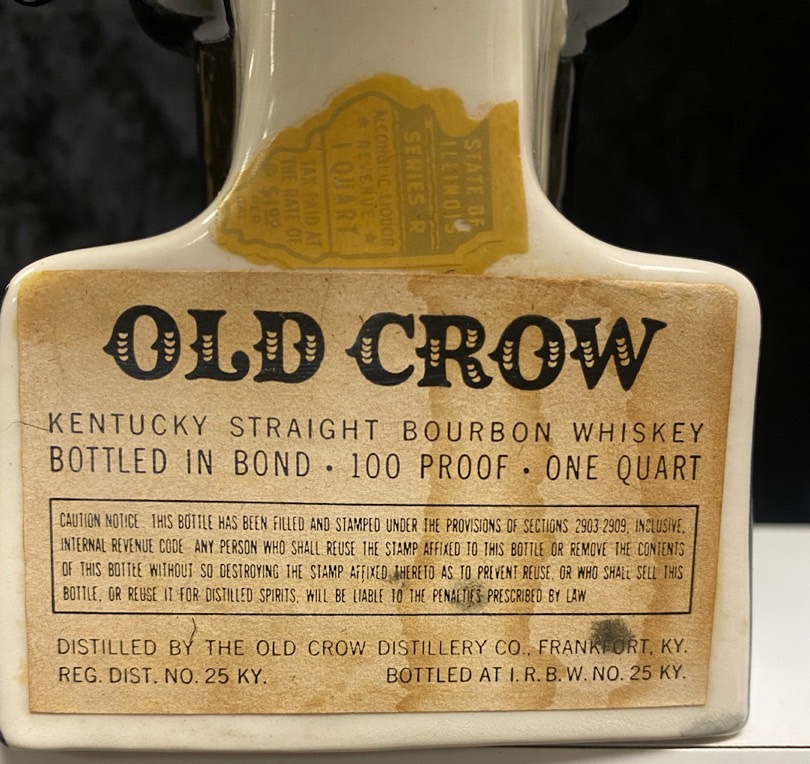 STATE OF
ILLINOIS
SERIES R
ALCOHOLIC LIQUOR
★ REVENUE ★
1 QUART
TAX PAID AT
THE RATE OF
$1.00
PER
OLD CROW
KENTUCKY STRAIGHT BOURBON WHISKEY
BOTTLED IN BOND · 100 PROOF · ONE QUART
CAUTION NOTICE. THIS BOTTLE HAS BEEN FILLED AND STAMPED UNDER THE PROVISIONS OF SECTIONS 2903-2909, INCLUSIVE,
INTERNAL REVENUE CODE. ANY PERSON WHO SHALL REUSE THE STAMP AFFIXED TO THIS BOTTLE OR REMOVE THE CONTENTS
OF THIS BOTTLE WITHOUT SO DESTROYING THE STAMP AFFIXED THERETO AS TO PREVENT REUSE, OR WHO SHALL SELL THIS
BOTTLE, OR REUSE IT FOR DISTILLED SPIRITS, WILL BE LIABLE TO THE PENALTIES PRESCRIBED BY LAW
DISTILLED BY THE OLD CROW DISTILLERY CO., FRANKFORT, KY.
REG. DIST. NO. 25 KY. BOTTLED AT I.R.B.W. NO. 25 KY.